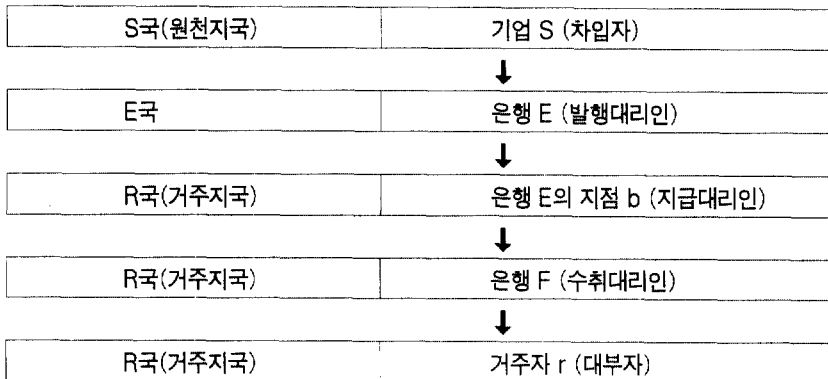 S국(원천지국) 기업 S (차입자)
E국 은행 E (발행대리인)
R국(거주지국) 은행 E의 지점 b (지급대리인)
R국(거주지국) 은행 F (수취대리인)
R국(거주지국) 거주자 r (대부자)